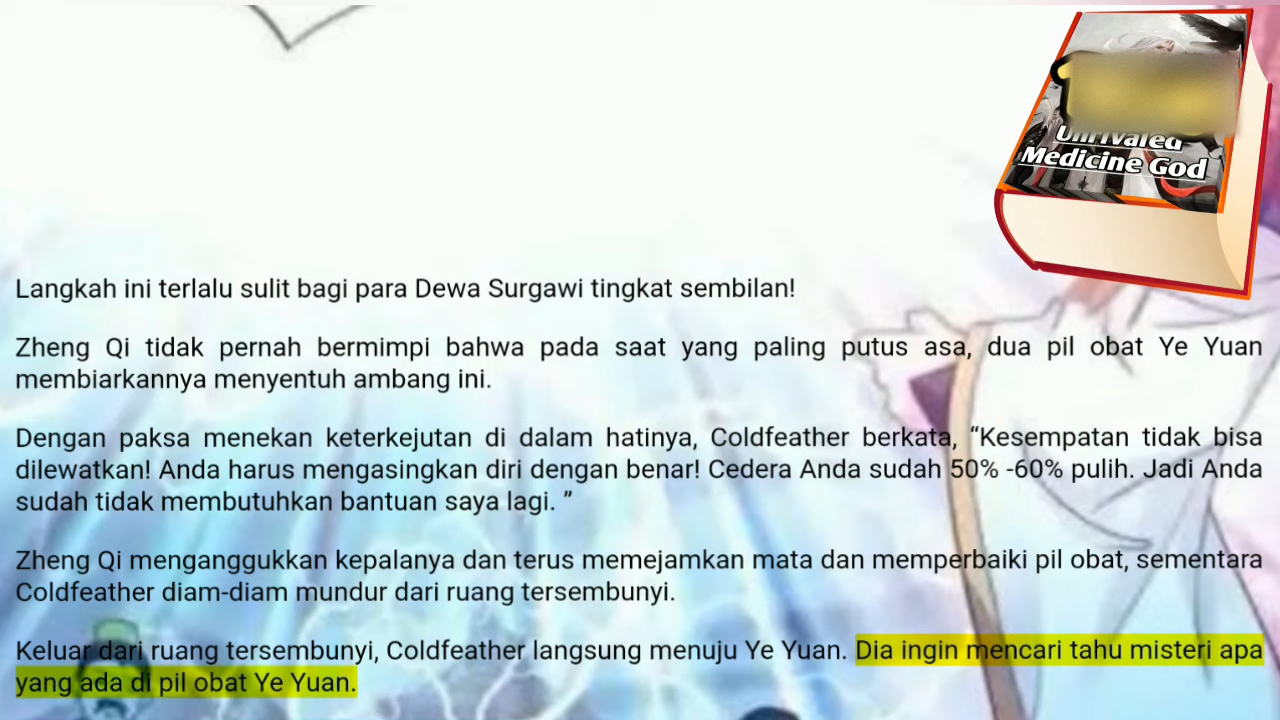 Unrivaled
Medicine God
Langkah ini terlalu sulit bagi para Dewa Surgawi tingkat sembilan!
Zheng Qi tidak pernah bermimpi bahwa pada saat yang paling putus asa, dua pil obat Ye Yuan
membiarkannya menyentuh ambang ini.
Dengan paksa menekan keterkejutan di dalam hatinya, Coldfeather berkata, “Kesempatan tidak bisa
dilewatkan! Anda harus mengasingkan diri dengan benar! Cedera Anda sudah 50% -60% pulih. Jadi Anda
sudah tidak membutuhkan bantuan saya lagi. ”
Zheng Qi menganggukkan kepalanya dan terus memejamkan mata dan memperbaiki pil obat, sementara
Coldfeather diam-diam mundur dari ruang tersembunyi.
Keluar dari ruang tersembunyi, Coldfeather langsung menuju Ye Yuan. Dia ingin mencari tahu misteri apa
yang ada di pil obat Ye Yuan.